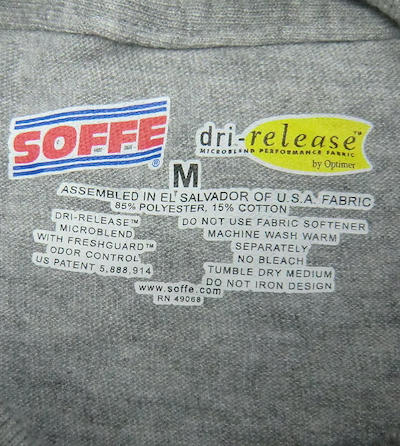 SOFFE®
dri-release™
MICROBLEND PERFORMANCE FABRIC
by Optimer
M
ASSEMBLED IN EL SALVADOR OF U.S.A. FABRIC
85% POLYESTER, 15% COTTON
DRI-RELEASE™
MICROBLEND
WITH FRESHGUARD™
ODOR CONTROL
US PATENT 5,888,914
DO NOT USE FABRIC SOFTENER
MACHINE WASH WARM
SEPARATELY
NO BLEACH
TUMBLE DRY MEDIUM
DO NOT IRON DESIGN
www.soffe.com
RN 49068